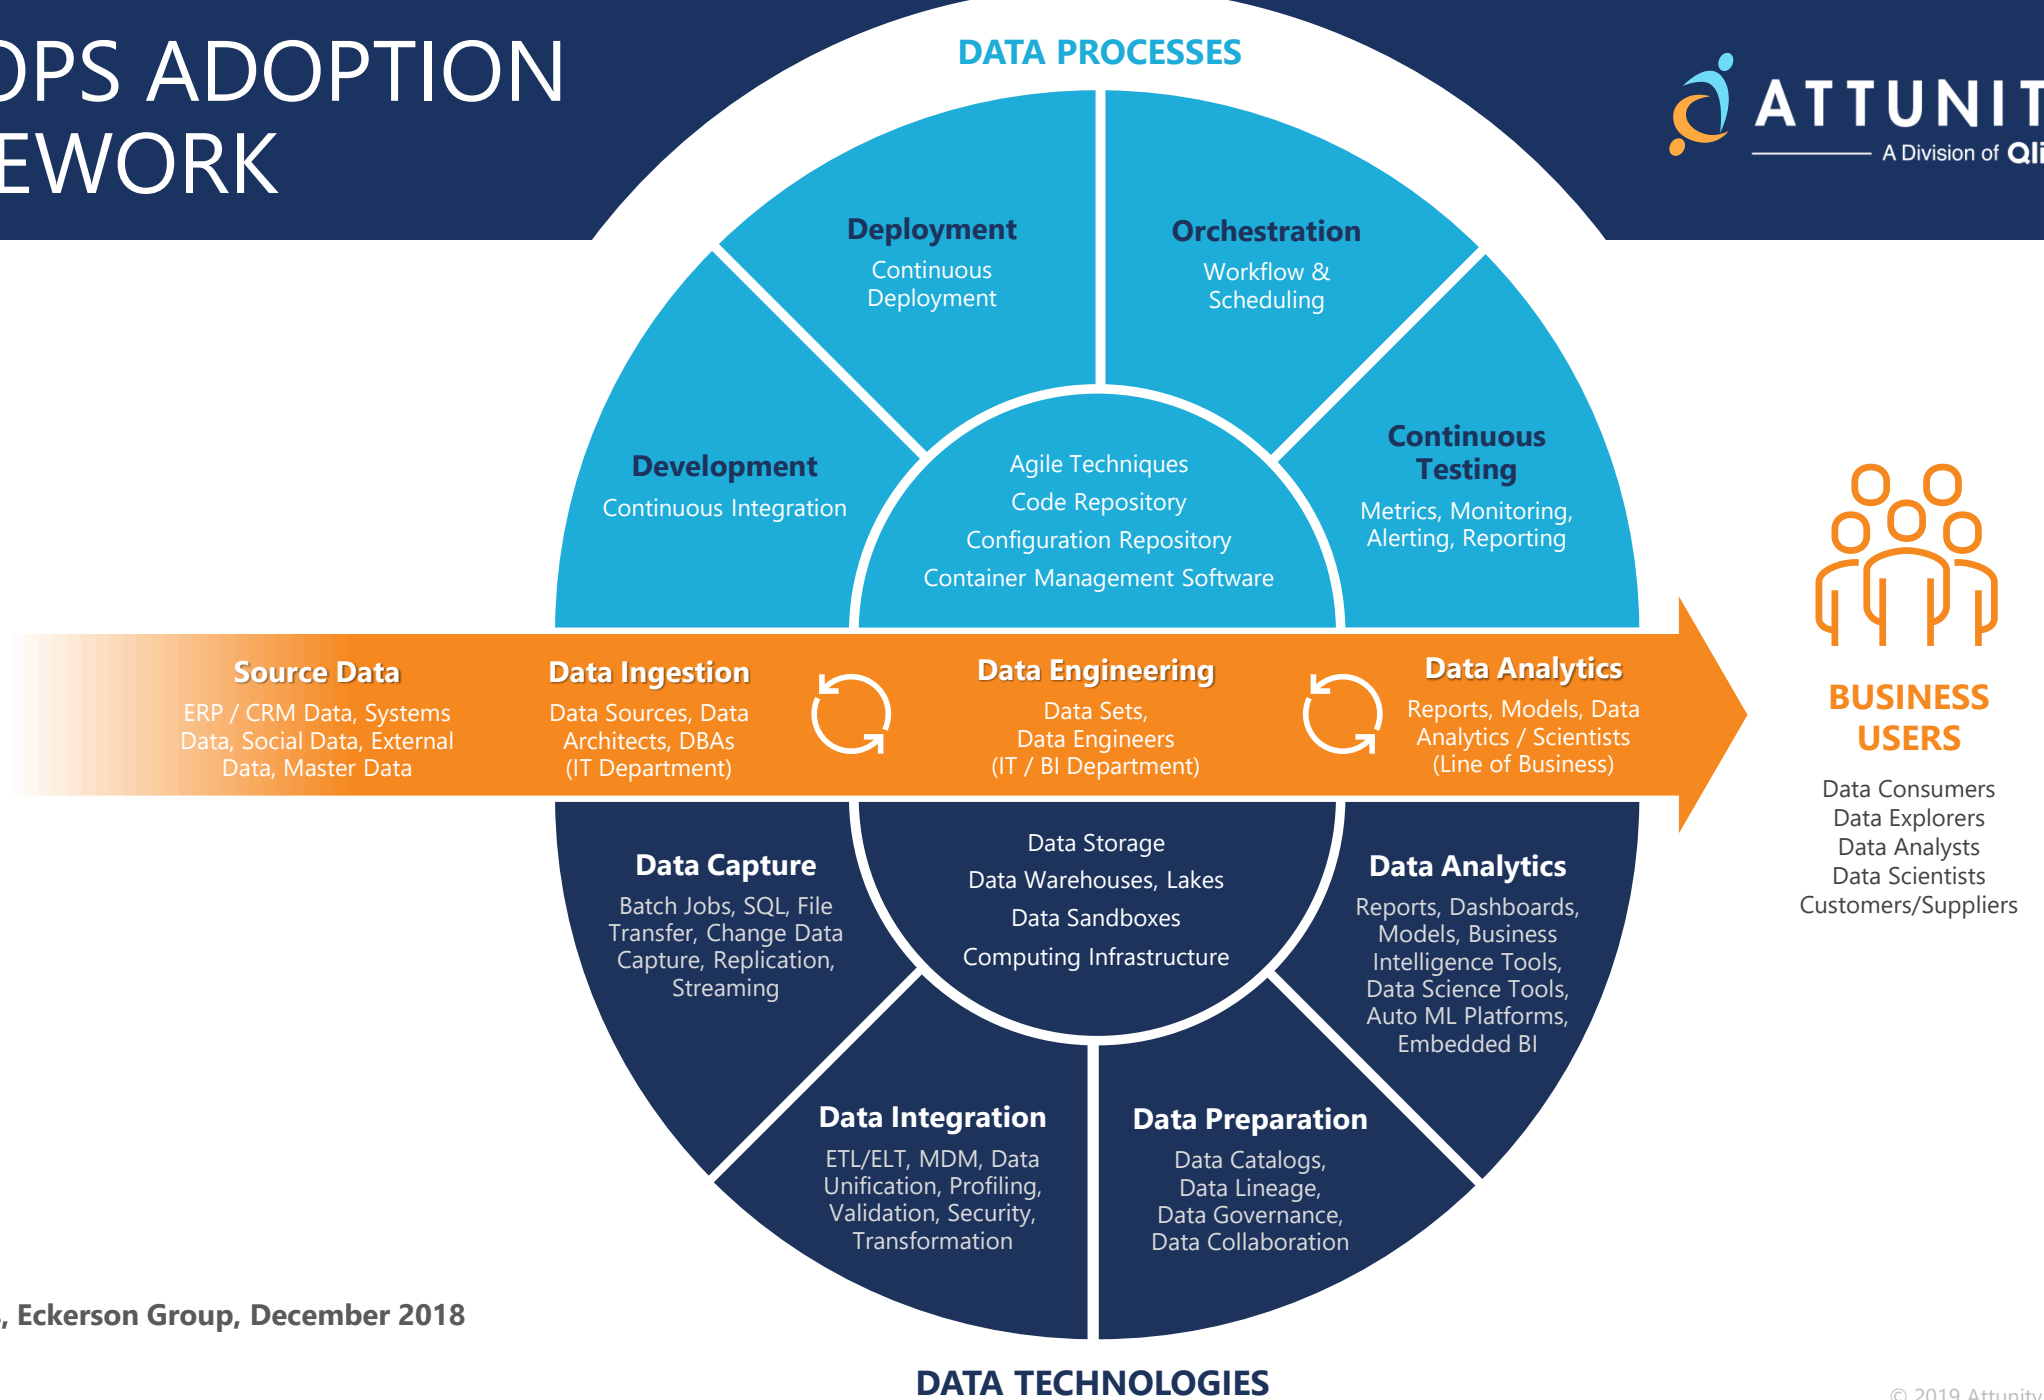 OPS ADOPTION
EWORK
DATA PROCESSES
ATTUNIT
A Division of Qli
Deployment
Continuous
Deployment
Orchestration
Workflow &
Scheduling
Development
Continuous Integration
Agile Techniques
Code Repository
Configuration Repository
Container Management Software
Continuous
Testing
Metrics, Monitoring,
Alerting, Reporting
Source Data
ERP / CRM Data, Systems
Data, Social Data, External
Data, Master Data
Data Ingestion
Data Sources, Data
Architects, DBAs
(IT Department)
Data Engineering
Data Sets,
Data Engineers
(IT / BI Department)
Data Analytics
Reports, Models, Data
Analytics / Scientists
(Line of Business)
BUSINESS
USERS
Data Consumers
Data Explorers
Data Analysts
Data Scientists
Customers/Suppliers
Data Capture
Batch Jobs, SQL, File
Transfer, Change Data
Capture, Replication,
Streaming
Data Storage
Data Warehouses, Lakes
Data Sandboxes
Computing Infrastructure
Data Analytics
Reports, Dashboards,
Models, Business
Intelligence Tools,
Data Science Tools,
Auto ML Platforms,
Embedded BI
Data Integration
ETL/ELT, MDM, Data
Unification, Profiling,
Validation, Security,
Transformation
Data Preparation
Data Catalogs,
Data Lineage,
Data Governance,
Data Collaboration
, Eckerson Group, December 2018
DATA TECHNOLOGIES
© 2019 Attunity